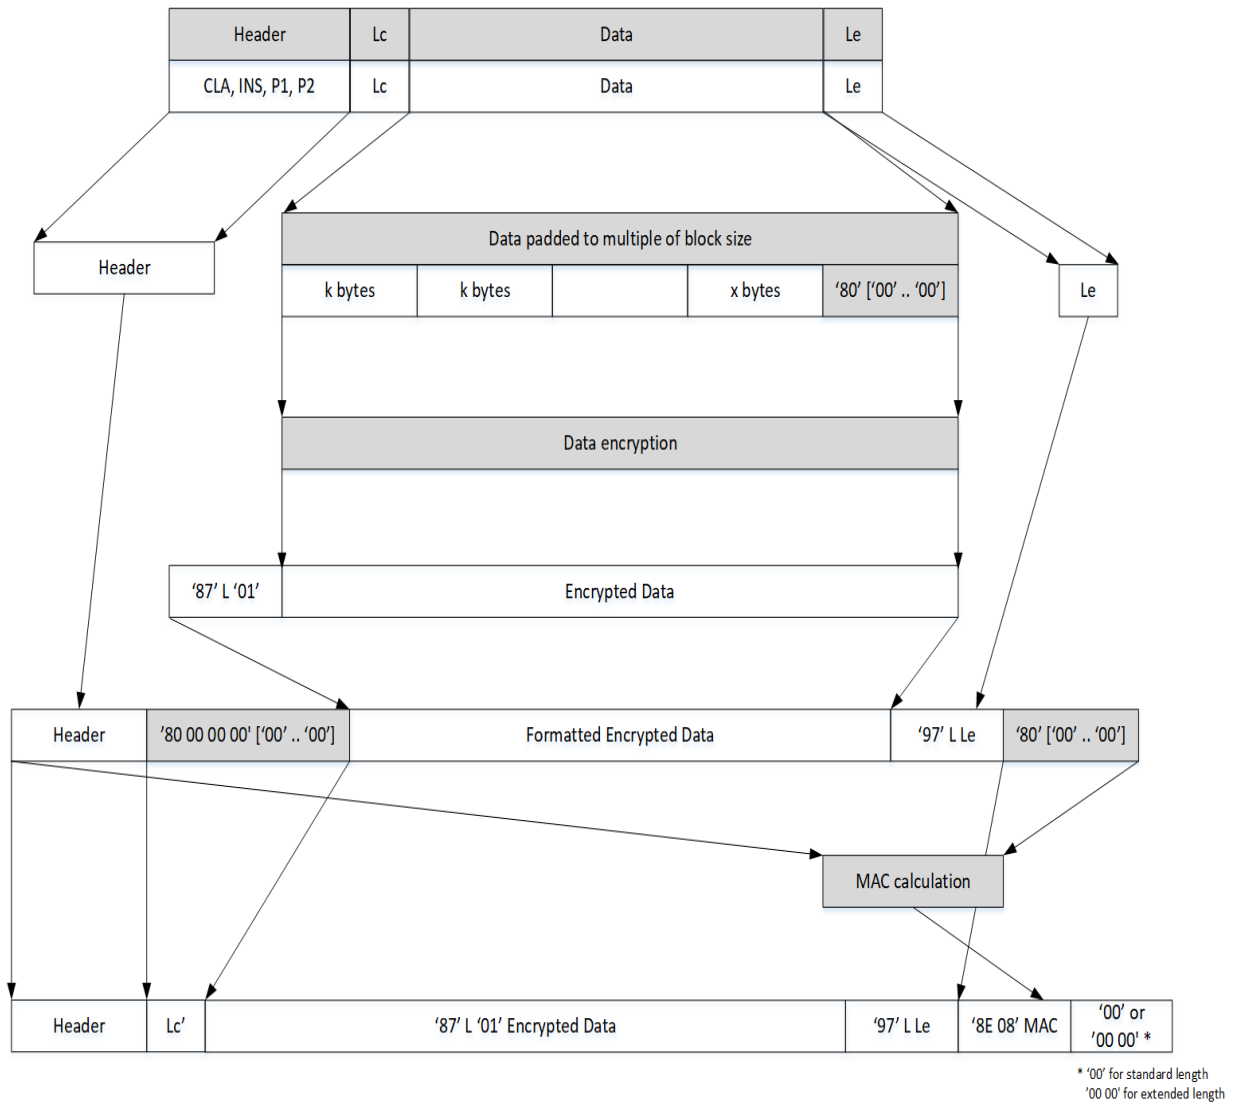 Header Lc Data Le
CLA, INS, P1, P2 Lc Data Le
Data padded to multiple of block size
Header
k bytes k bytes x bytes ‘80’ [‘00’ .. ‘00’]
Le
Data encryption
‘87’ L ‘01’ Encrypted Data
Header ’80 00 00 00' [‘00’ .. ‘00’] Formatted Encrypted Data ‘97’ L Le ‘80’ [‘00’ .. ‘00’]
MAC calculation
Header Lc’ ‘87’ L ‘01’ Encrypted Data ‘97’ L Le ‘8E 08’ MAC ‘00’ or
’00 00' *
* ‘00’ for standard length
’00 00' for extended length